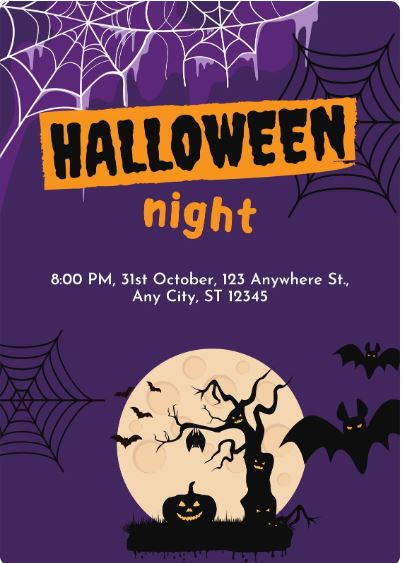 HALLOWEEN
night
8:00 PM, 31st October, 123 Anywhere St.,
Any City, ST 12345